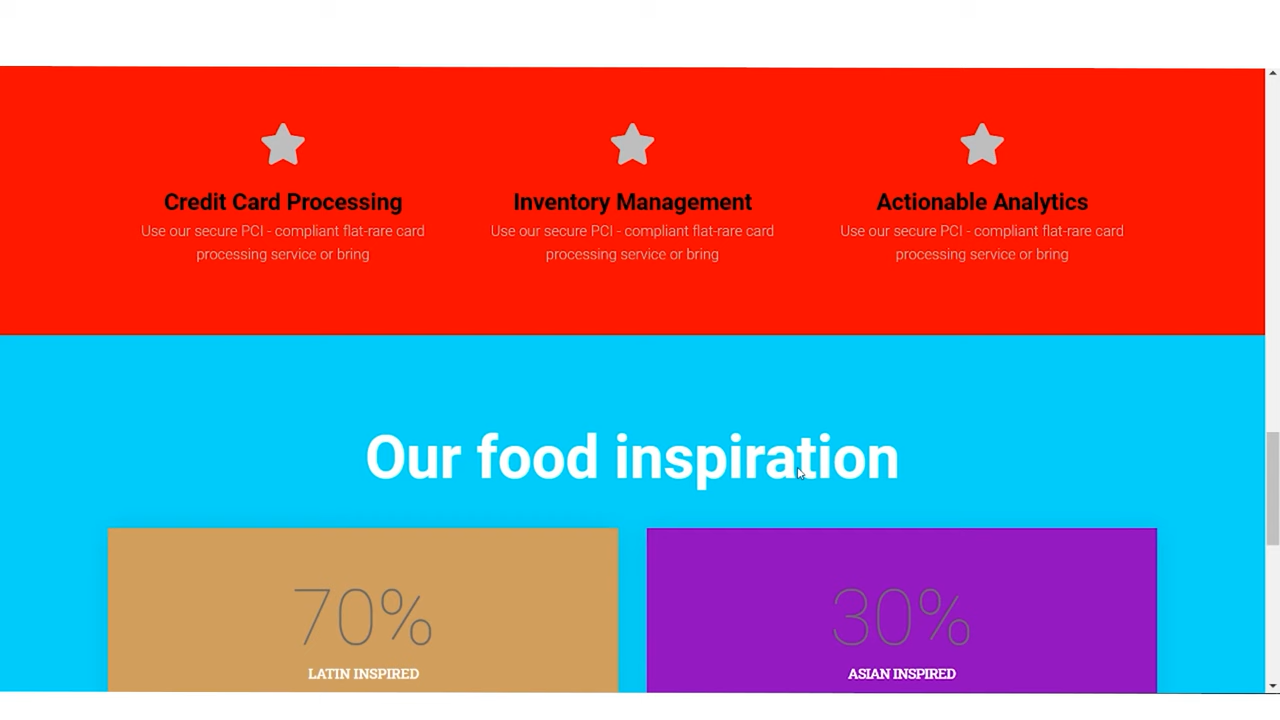 Credit Card Processing
Use our secure PCI - compliant flat-rare card
processing service or bring
Inventory Management
Use our secure PCI - compliant flat-rare card
processing service or bring
Actionable Analytics
Use our secure PCI - compliant flat-rare card
processing service or bring
Our food inspiration
70%
LATIN INSPIRED
30%
ASIAN INSPIRED